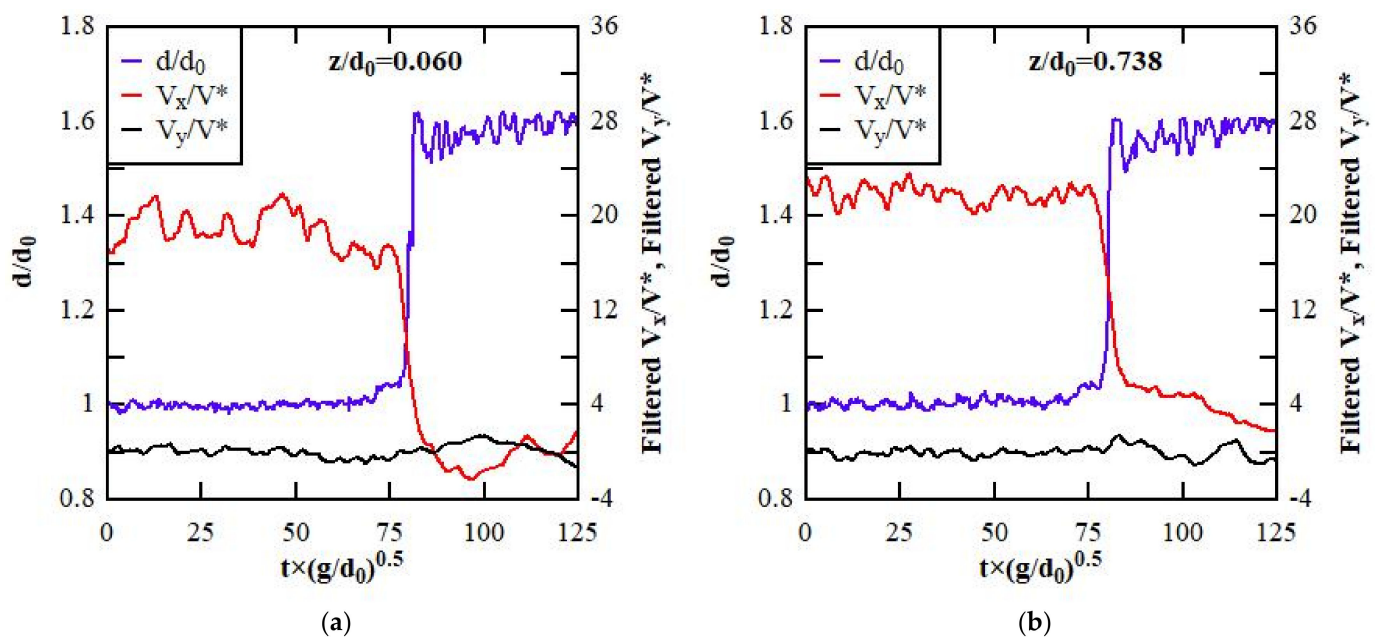 1.8
1.6
1.4
1.2
1
0.8
d/d0
d/d0
Vx/V*
Vy/V*
z/d0=0.060
36
28
20
12
4
-4
Filtered Vx/V*, Filtered Vy/V*
0 25 50 75 100 125
t×(g/d0)^0.5
(a)
1.8
1.6
1.4
1.2
1
0.8
d/d0
d/d0
Vx/V*
Vy/V*
z/d0=0.738
36
28
20
12
4
-4
Filtered Vx/V*, Filtered Vy/V*
0 25 50 75 100 125
t×(g/d0)^0.5
(b)